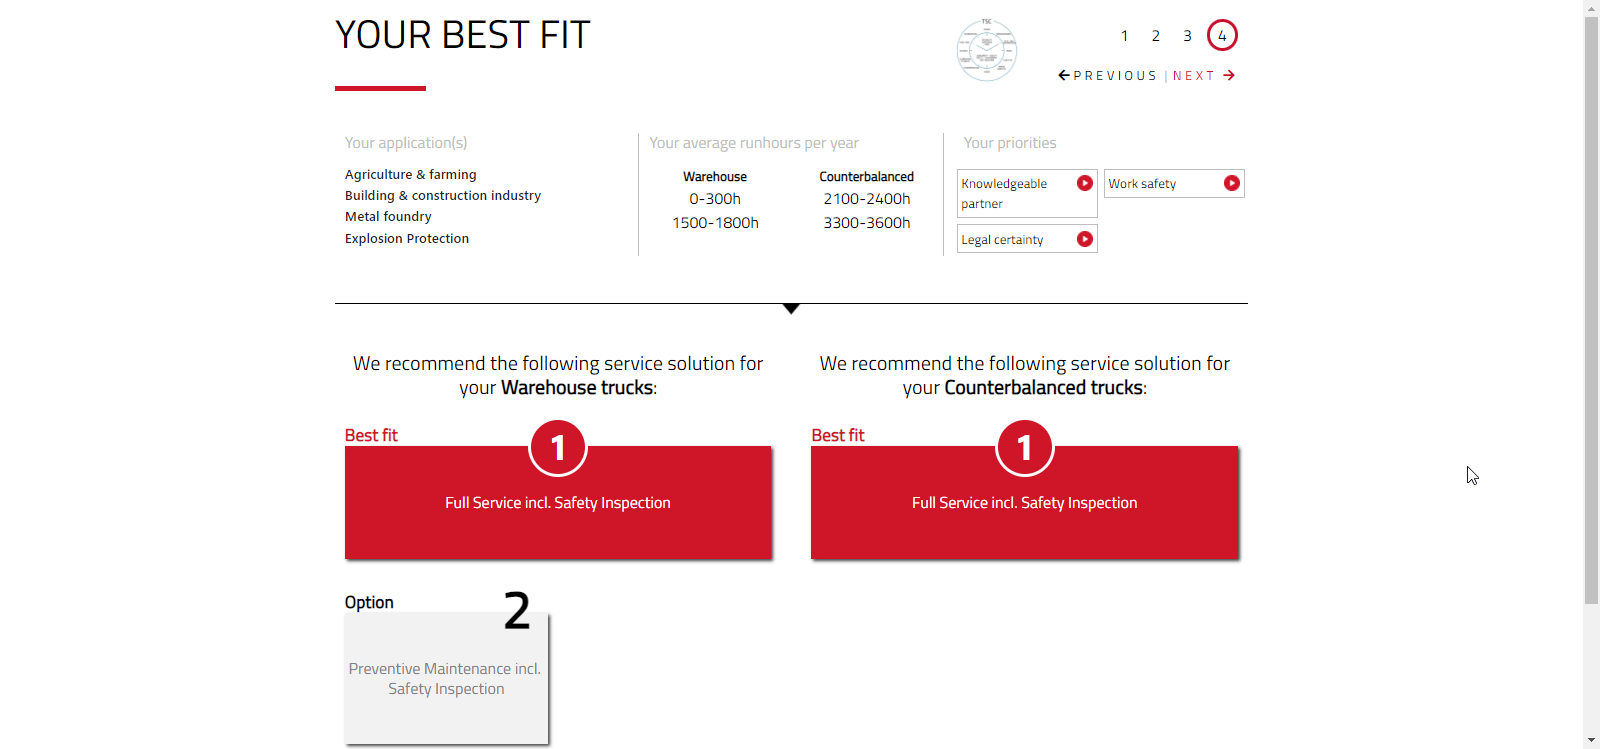 YOUR BEST FIT
TSC
1 2 3 4
PREVIOUS | NEXT
Your application(s)
Agriculture & farming
Building & construction industry
Metal foundry
Explosion Protection
Your average runhours per year
Warehouse
0-300h
1500-1800h
Counterbalanced
2100-2400h
3300-3600h
Your priorities
Knowledgeable
partner
Work safety
Legal certainty
We recommend the following service solution for
your Warehouse trucks:
Best fit
1
Full Service incl. Safety Inspection
Option
2
Preventive Maintenance incl.
Safety Inspection
We recommend the following service solution for
your Counterbalanced trucks:
Best fit
1
Full Service incl. Safety Inspection